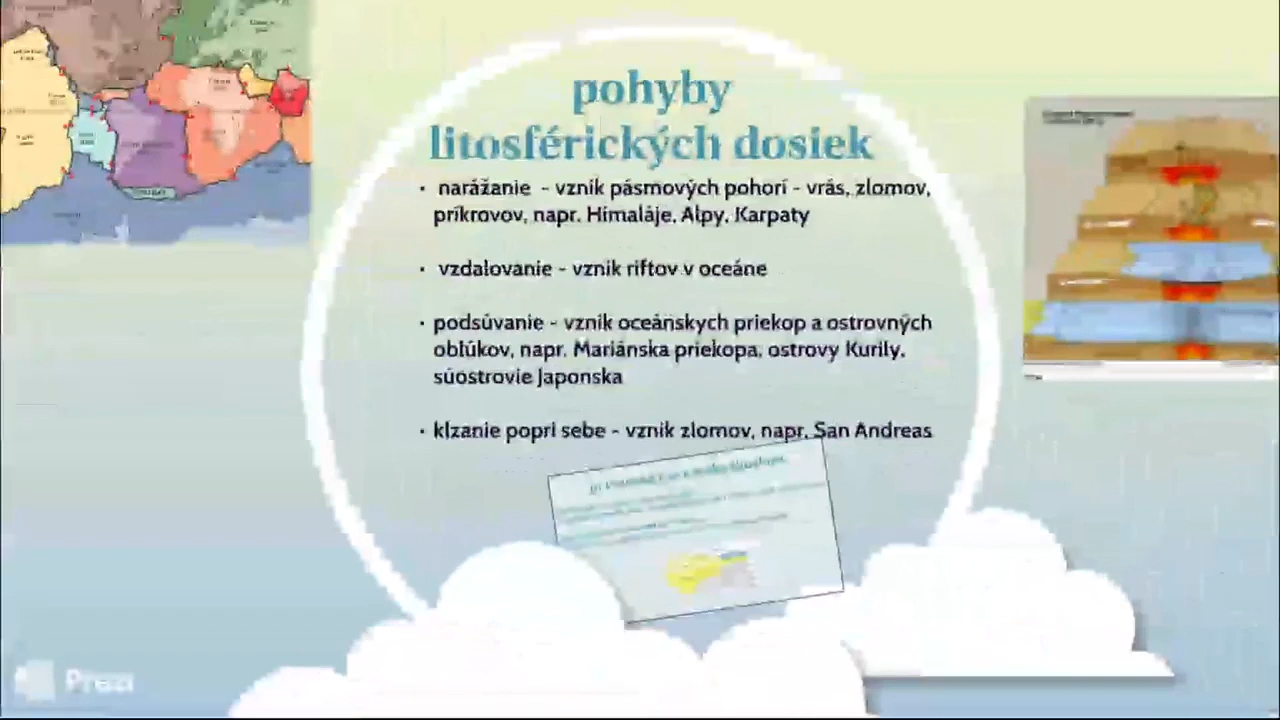 pohyby
litosférických dosiek
· narážanie - vznik pásmových pohorí - vrás, zlomov,
príkrovov, napr. Himaláje, Alpy, Karpaty
· vzdalovanie - vznik riftov v oceáne
· podsúvanie - vznik oceánskych priekop a ostrovných
oblúkov, napr. Mariánska priekopa, ostrovy Kurily,
súostrovie Japonska
· klzanie popri sebe - vznik zlomov, napr. San Andreas
Prezi